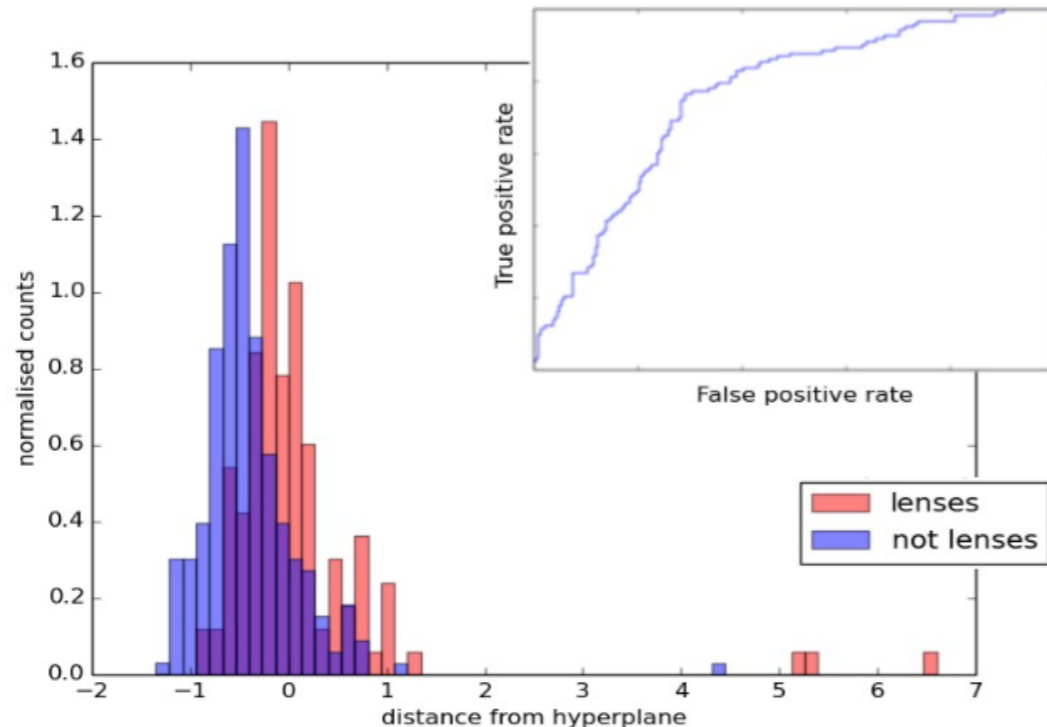 1.6
1.4
1.2
1.0
0.8
0.6
0.4
0.2
0.0
normalised counts
−2 −1 0 1 2 3 4 5 6 7
distance from hyperplane
True positive rate
False positive rate
lenses
not lenses